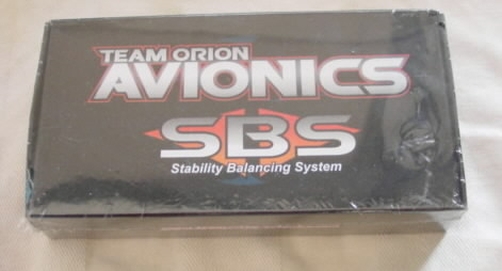 TEAM ORION
AVIONICS
SBS
Stability Balancing System